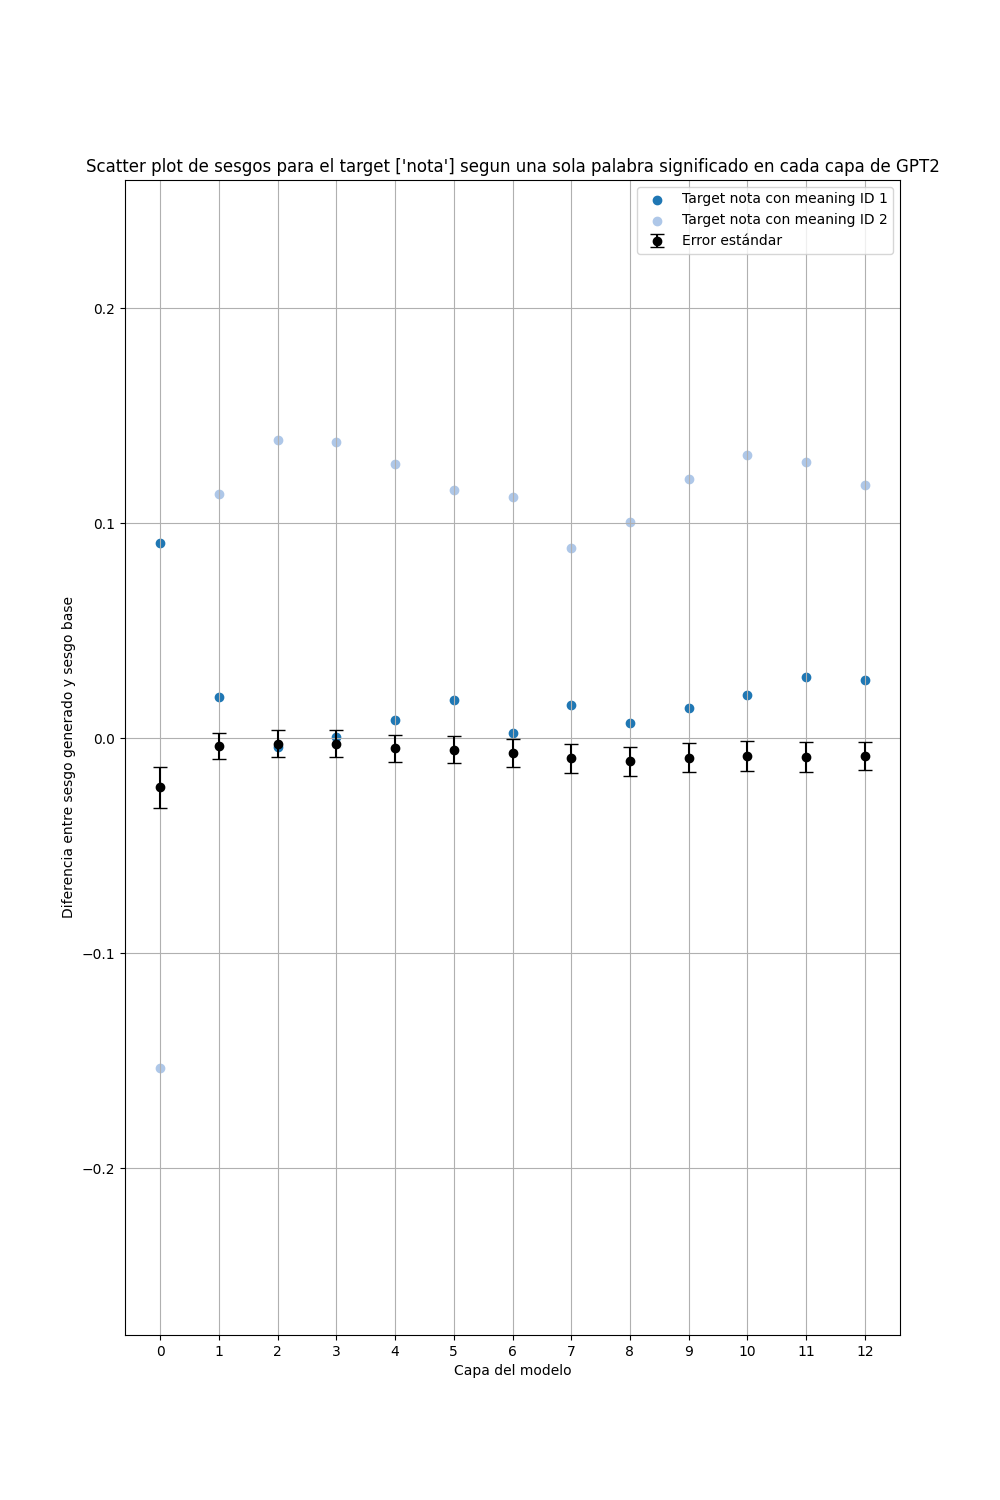 Scatter plot de sesgos para el target ['nota'] segun una sola palabra significado en cada capa de GPT2
Target nota con meaning ID 1
Target nota con meaning ID 2
Error estándar
Diferencia entre sesgo generado y sesgo base
0.2
0.1
0.0
−0.1
−0.2
0 1 2 3 4 5 6 7 8 9 10 11 12
Capa del modelo